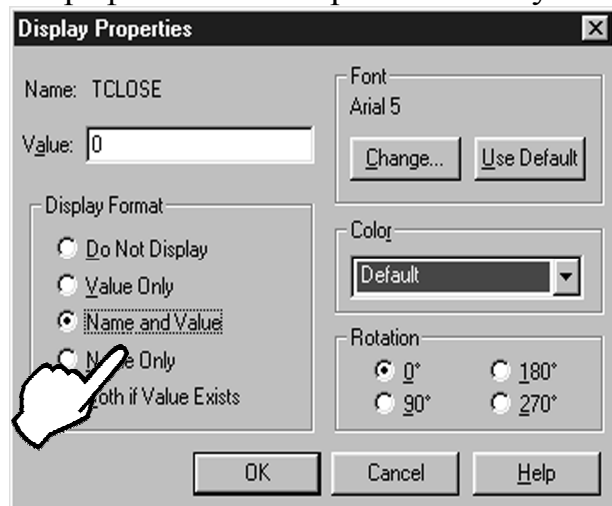 Display Properties
Name: TCLOSE
Value: 0
Display Format
Do Not Display
Value Only
Name and Value
Only
Both if Value Exists
Font
Arial 5
Change... Use Default
Color
Default
Rotation
0° 180°
90° 270°
OK Cancel Help